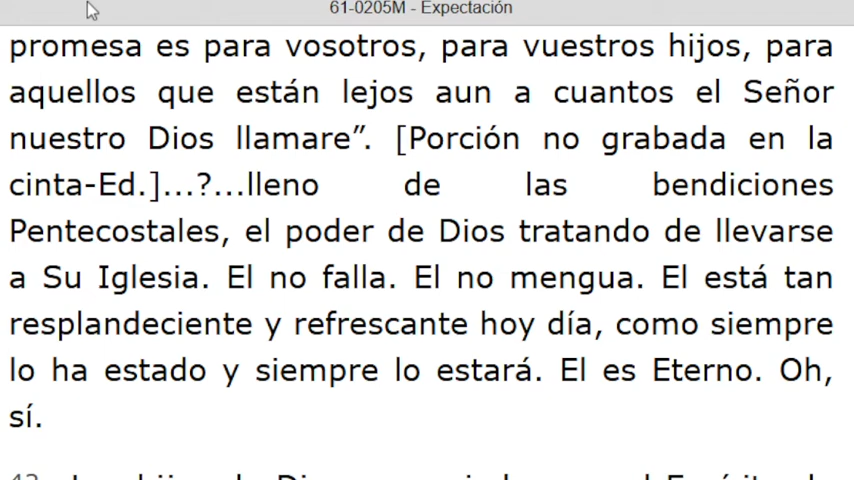 61-0205M - Expectación
promesa es para vosotros, para vuestros hijos, para
aquellos que están lejos aun a cuantos el Señor
nuestro Dios llamare”. [Porción no grabada en la
cinta-Ed.]...?...lleno de las bendiciones
Pentecostales, el poder de Dios tratando de llevarse
a Su Iglesia. El no falla. El no mengua. El está tan
resplandeciente y refrescante hoy día, como siempre
lo ha estado y siempre lo estará. El es Eterno. Oh,
sí.